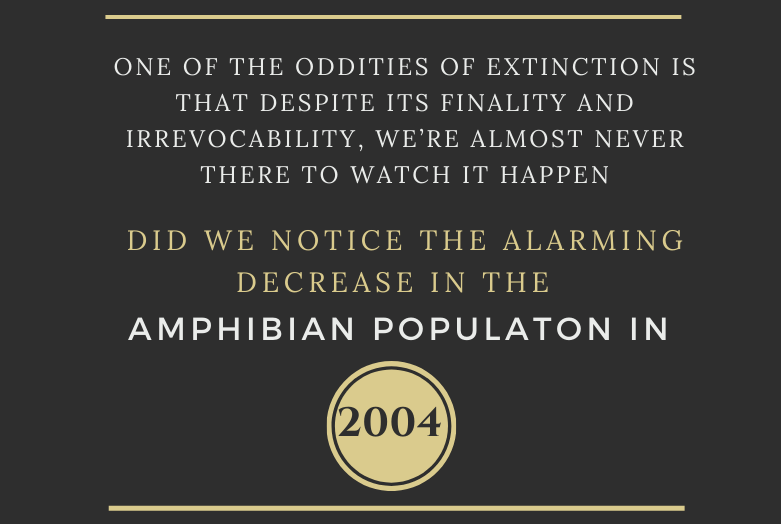 ONE OF THE ODDITIES OF EXTINCTION IS
THAT DESPITE ITS FINALITY AND
IRREVOCABILITY, WE’RE ALMOST NEVER
THERE TO WATCH IT HAPPEN
DID WE NOTICE THE ALARMING
DECREASE IN THE
AMPHIBIAN POPULATON IN
2004